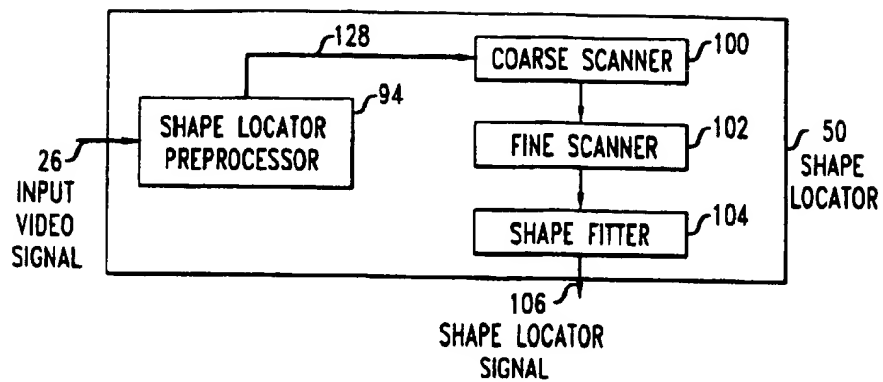 128
COARSE SCANNER
100
94
SHAPE LOCATOR
PREPROCESSOR
26
INPUT
VIDEO
SIGNAL
FINE SCANNER
102
50
SHAPE
LOCATOR
SHAPE FITTER
104
106
SHAPE LOCATOR
SIGNAL